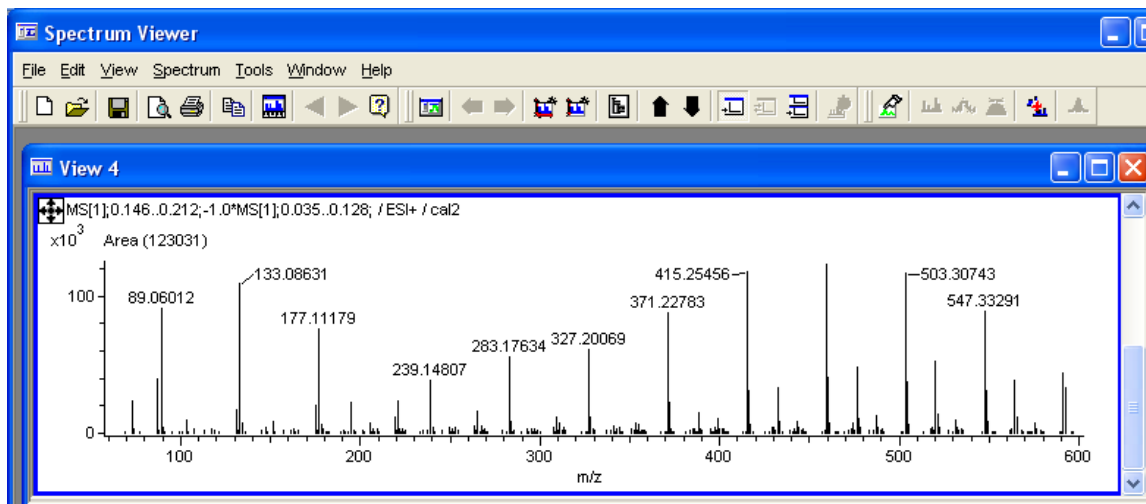 Spectrum Viewer
File Edit View Spectrum Tools Window Help
View 4
MS[1];0.146..0.212;-1.0*MS[1];0.035..0.128; / ESI+ / cal2
x10³ Area (123031)
133.08631
415.25456
503.30743
89.06012
371.22783
547.33291
177.11179
327.20069
283.17634
239.14807
100
0
100 200 300 400 500 600
m/z